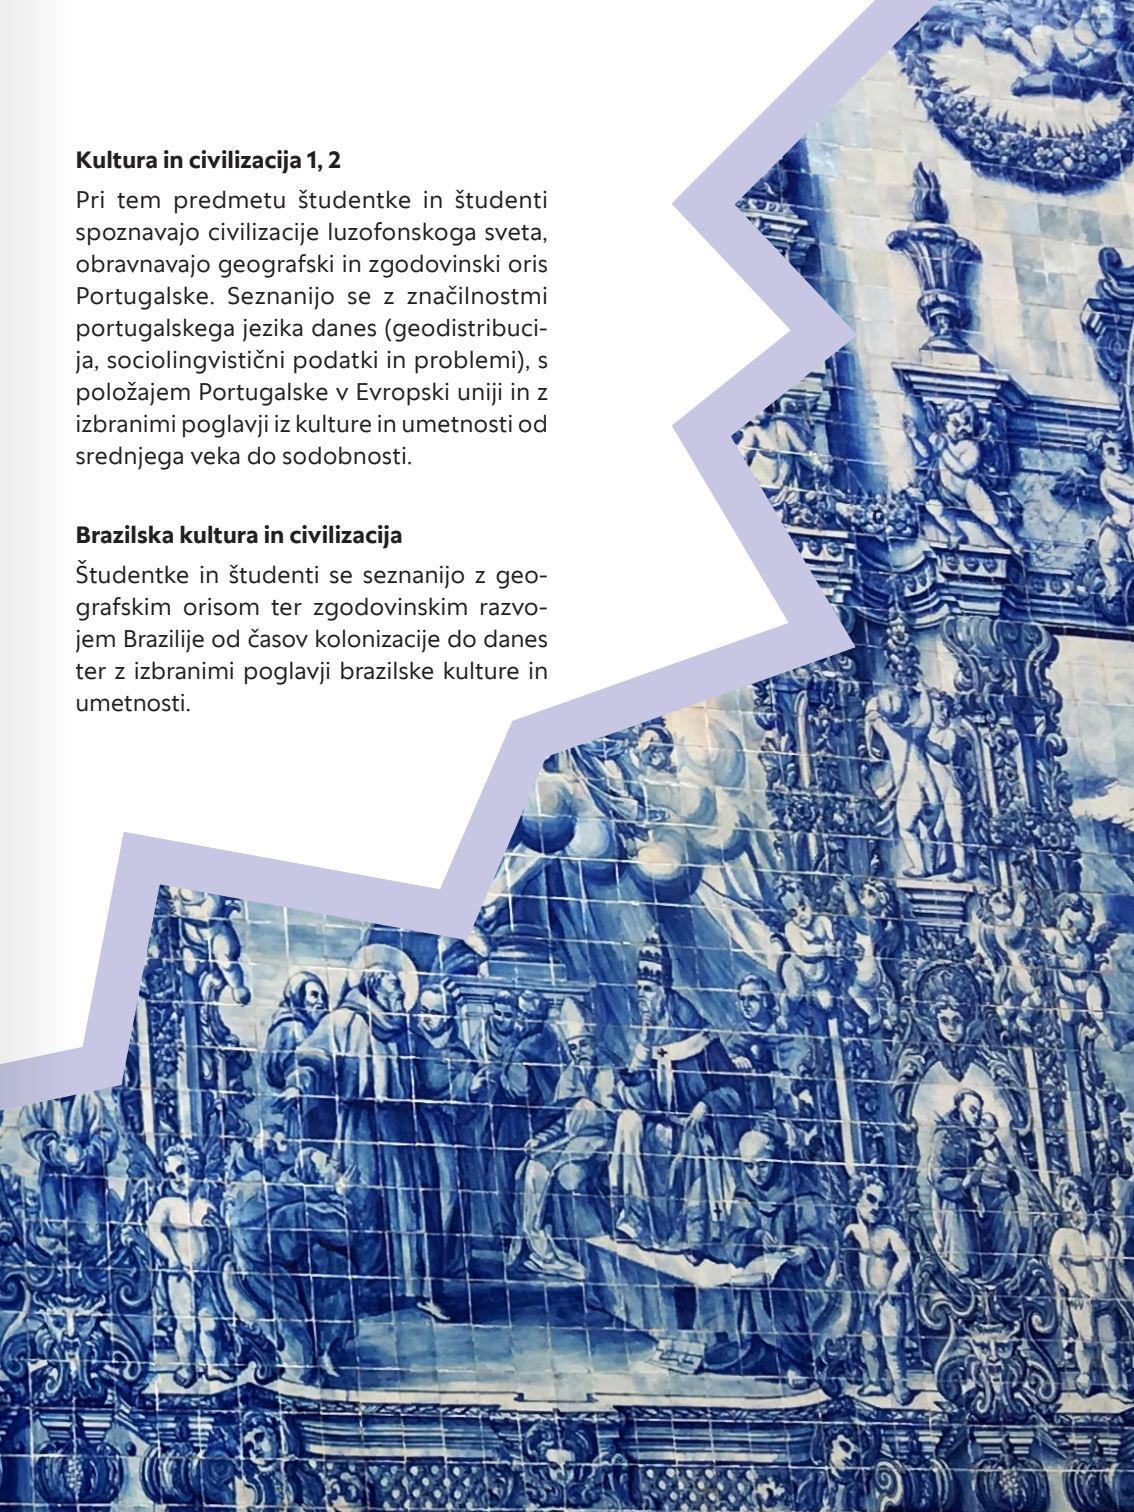 Kultura in civilizacija 1, 2
Pri tem predmetu študentke in študenti
spoznavajo civilizacije luzofonskoga sveta,
obravnavajo geografski in zgodovinski oris
Portugalske. Seznanijo se z značilnostmi
portugalskega jezika danes (geodistribuci-
ja, sociolingvistični podatki in problemi), s
položajem Portugalske v Evropski uniji in z
izbranimi poglavji iz kulture in umetnosti od
srednjega veka do sodobnosti.
Brazilska kultura in civilizacija
Študentke in študenti se seznanijo z geo-
grafskim orisom ter zgodovinskim razvo-
jem Brazilije od časov kolonizacije do danes
ter z izbranimi poglavji brazilske kulture in
umetnosti.